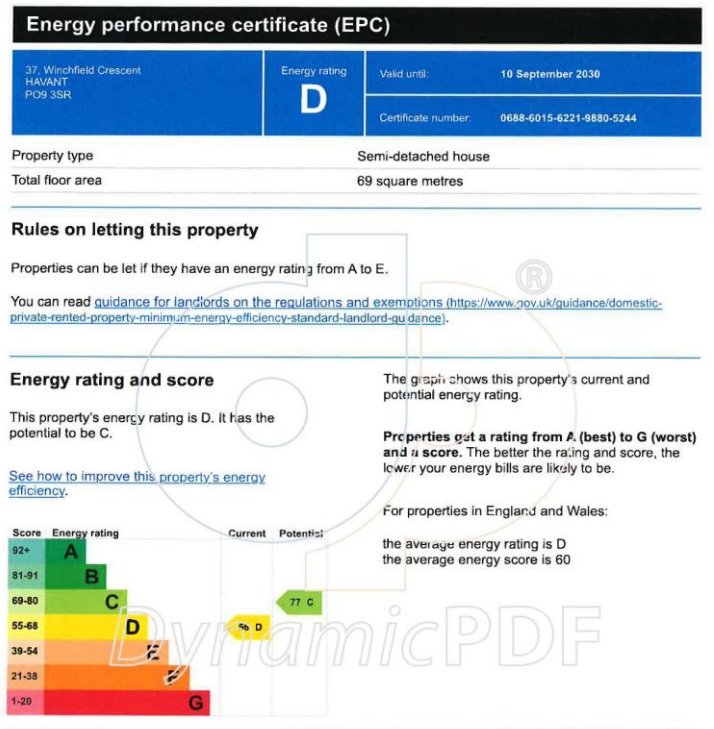 Energy performance certificate (EPC)
37, Winchfield Crescent
HAVANT
PO9 3SR
Energy rating
D
Valid until:
10 September 2030
Certificate number:
0688-6015-6221-9880-5244
Property type
Semi-detached house
Total floor area
69 square metres
Rules on letting this property
Properties can be let if they have an energy rating from A to E.
You can read guidance for landlords on the regulations and exemptions (https://www.gov.uk/guidance/domestic-
private-rented-property-minimum-energy-efficiency-standard-landlord-guidance).
Energy rating and score
This property's energy rating is D. It has the
potential to be C.
See how to improve this property's energy
efficiency.
The graph shows this property's current and
potential energy rating.
Properties get a rating from A (best) to G (worst)
and a score. The better the rating and score, the
lower your energy bills are likely to be.
For properties in England and Wales:
the average energy rating is D
the average energy score is 60
Score Energy rating Current Potential
92+ A
81-91 B
69-80 C 77 C
55-68 D D
39-54 E
21-38 F
1-20 G
DynamicPDF
®